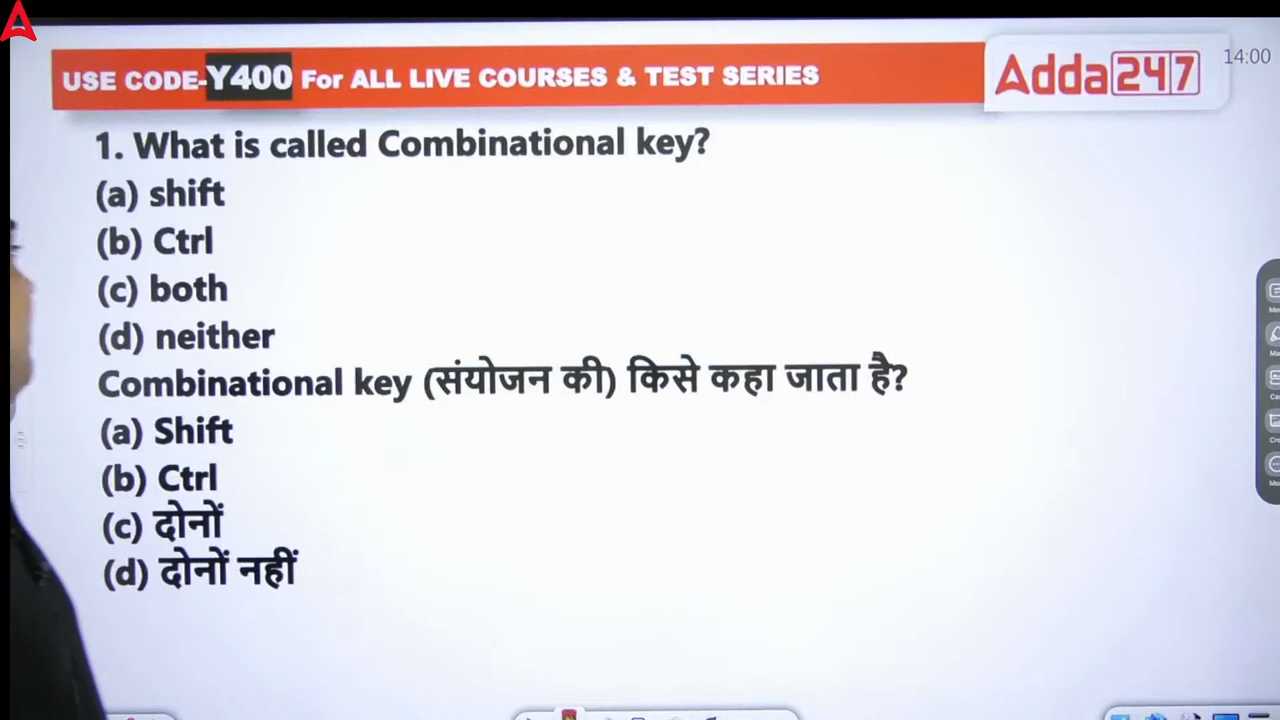 USE CODE-Y400 For ALL LIVE COURSES & TEST SERIES
Adda247
14:00
1. What is called Combinational key?
(a) shift
(b) Ctrl
(c) both
(d) neither
Combinational key (संयोजन की) किसे कहा जाता है?
(a) Shift
(b) Ctrl
(c) दोनों
(d) दोनों नहीं